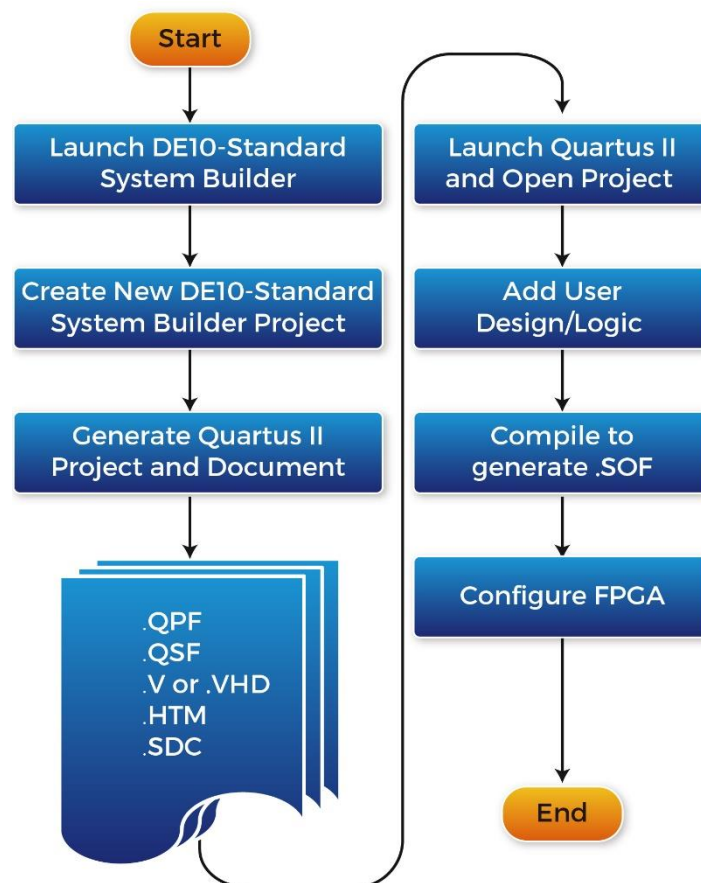 Start
Launch DE10-Standard
System Builder
Create New DE10-Standard
System Builder Project
Generate Quartus II
Project and Document
.QPF
.QSF
.V or .VHD
.HTM
.SDC
Launch Quartus II
and Open Project
Add User
Design/Logic
Compile to
generate .SOF
Configure FPGA
End